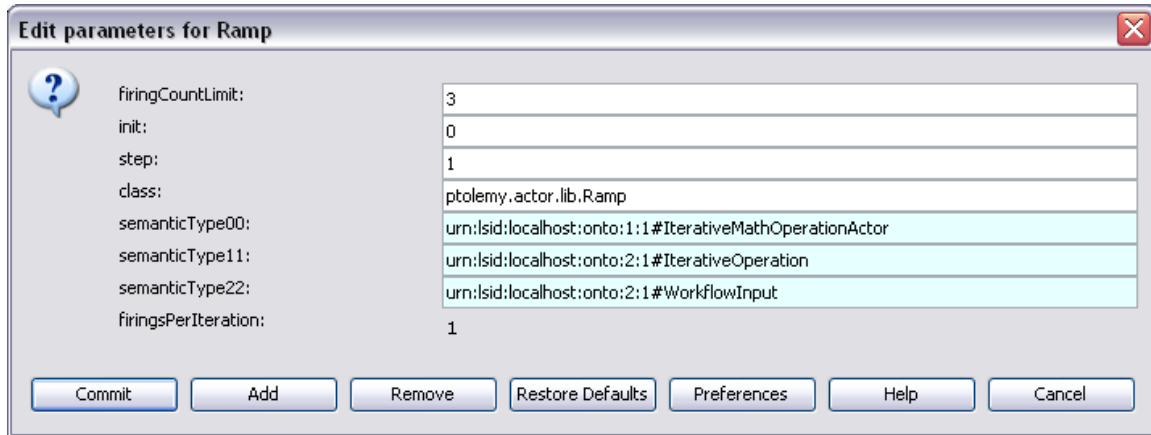 Edit parameters for Ramp
firingCountLimit: 3
init: 0
step: 1
class: ptolemy.actor.lib.Ramp
semanticType00: urn:lsid:localhost:onto:1:1#IterativeMathOperationActor
semanticType11: urn:lsid:localhost:onto:2:1#IterativeOperation
semanticType22: urn:lsid:localhost:onto:2:1#WorkflowInput
firingsPerIteration: 1
Commit Add Remove Restore Defaults Preferences Help Cancel